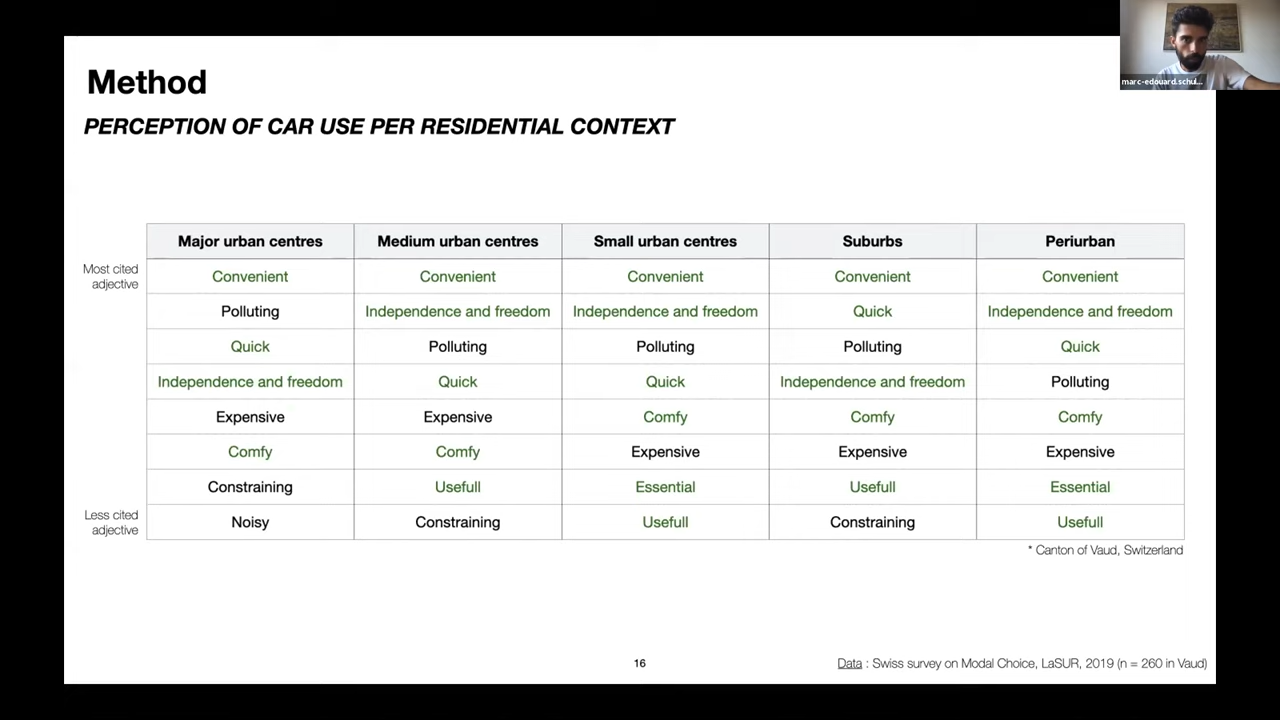 marc-edouard.schul...
Method
PERCEPTION OF CAR USE PER RESIDENTIAL CONTEXT
Major urban centres Medium urban centres Small urban centres Suburbs Periurban
Most cited
adjective
Convenient Convenient Convenient Convenient Convenient
Polluting Independence and freedom Independence and freedom Quick Independence and freedom
Quick Polluting Polluting Polluting Quick
Independence and freedom Quick Quick Independence and freedom Polluting
Expensive Expensive Comfy Comfy Comfy
Comfy Comfy Expensive Expensive Expensive
Constraining Usefull Essential Usefull Essential
Less cited
adjective
Noisy Constraining Usefull Constraining Usefull
* Canton of Vaud, Switzerland
16
Data : Swiss survey on Modal Choice, LaSUR, 2019 (n = 260 in Vaud)